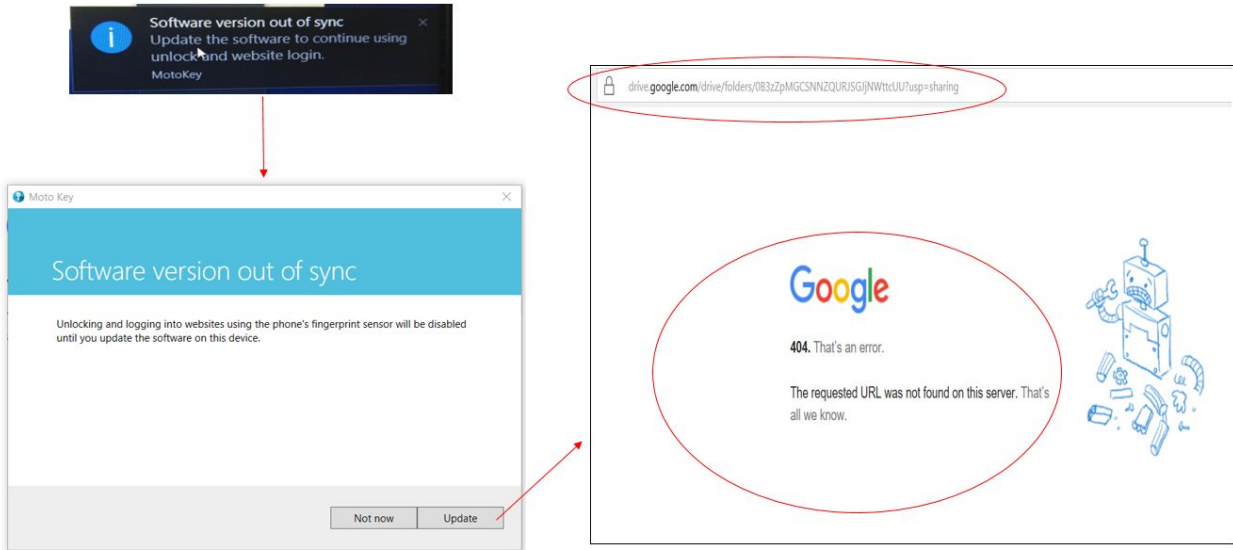 Software version out of sync
Update the software to continue using
unlock and website login.
MotoKey
Moto Key
Software version out of sync
Unlocking and logging into websites using the phone's fingerprint sensor will be disabled
until you update the software on this device.
Not now
Update
drive.google.com/drive/folders/0B3zZpMGCSNNZQURJSGJjNWttcUU?usp=sharing
Google
404. That's an error.
The requested URL was not found on this server. That's
all we know.